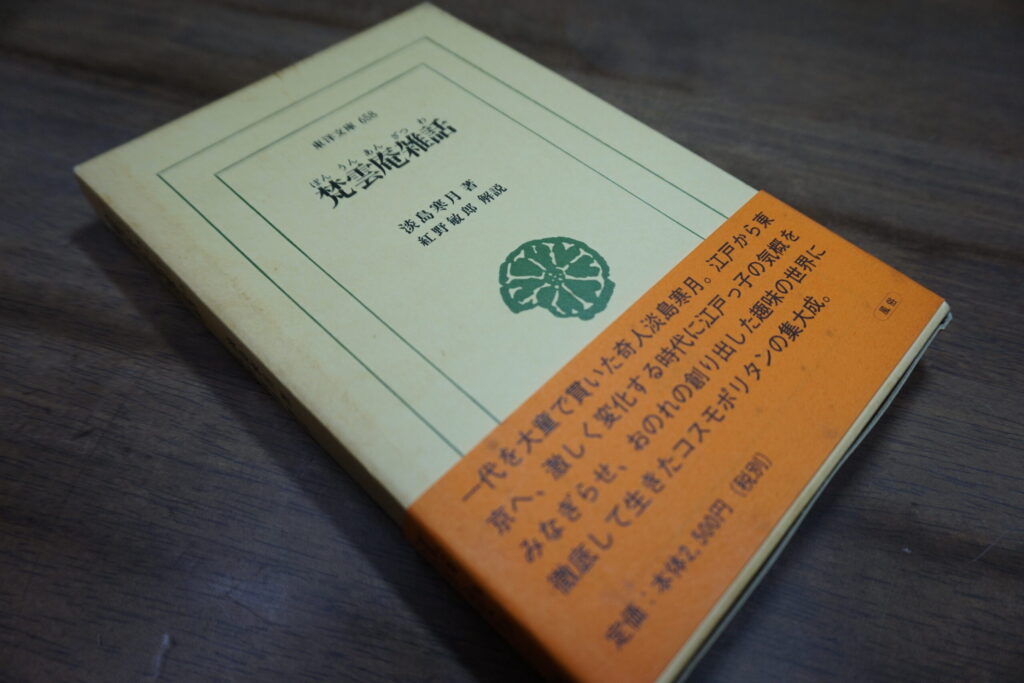 東洋文庫 658
ぼんうんあんざつわ
梵雲庵雑話
淡島寒月 著
紅野敏郎 解説
一代を大童で貫いた奇人淡島寒月。江戸から東
京へ、激しく変化する時代に江戸っ子の気概を
みなぎらせ、おのれの創り出した趣味の世界に
徹底して生きたコスモポリタンの集大成。
定価：本体2,500円（税別）